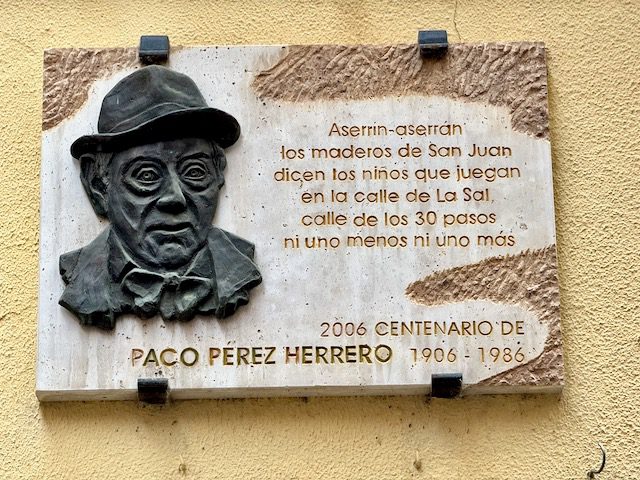 Aserrín-aserrán
los maderos de San Juan
dicen los niños que juegan
en la calle de La Sal,
calle de los 30 pasos
ni uno menos ni uno más
2006 CENTENARIO DE
PACO PÉREZ HERRERO 1906 - 1986